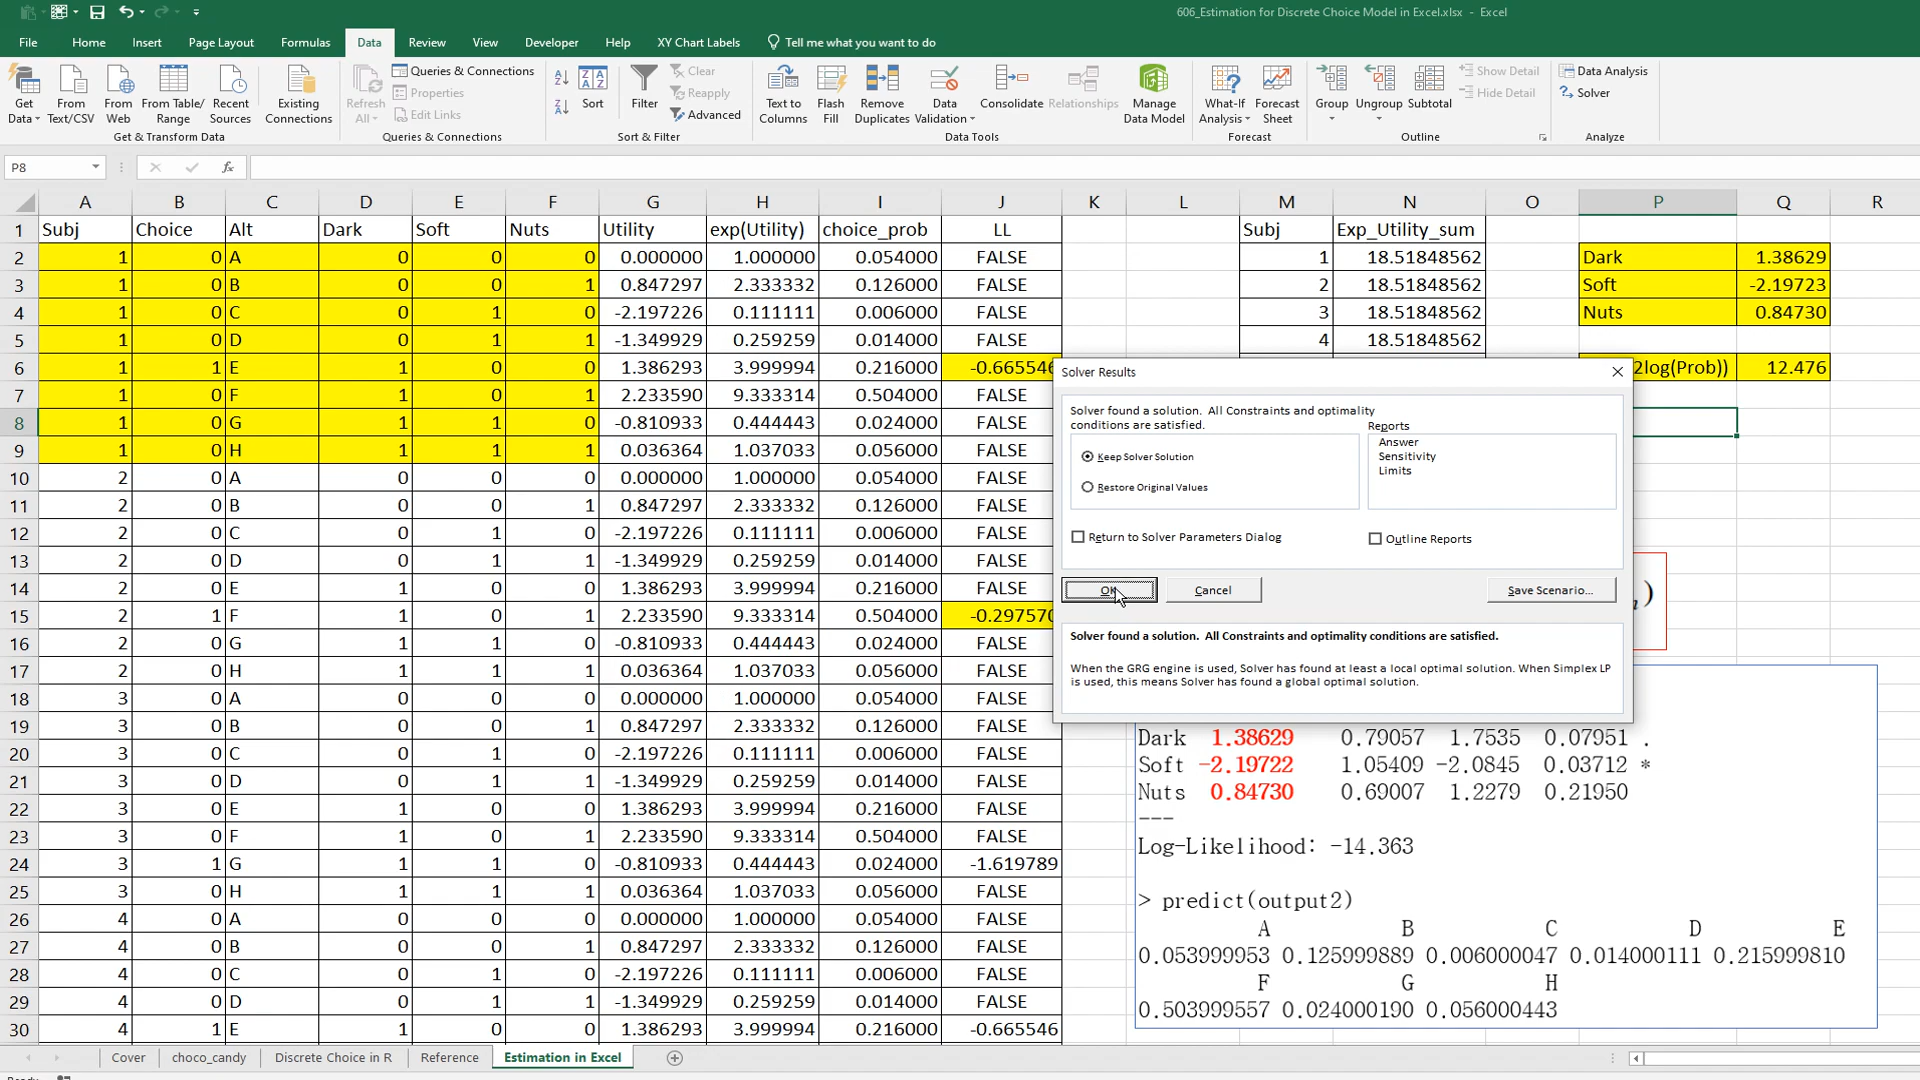 606_Estimation for Discrete Choice Model in Excel.xlsx - Excel
File Home Insert Page Layout Formulas Data Review View Developer Help XY Chart Labels Tell me what you want to do
Get Data From Text/CSV From Web From Table/Range Recent Sources Existing Connections
Get & Transform Data
Refresh All Queries & Connections Properties Edit Links
Queries & Connections
Sort Filter Clear Reapply Advanced
Sort & Filter
Text to Columns Flash Fill Remove Duplicates Data Validation Consolidate Relationships Manage Data Model
Data Tools
What-If Analysis Forecast Sheet
Forecast
Group Ungroup Subtotal Show Detail Hide Detail
Outline
Data Analysis Solver
Analyze
P8 fx
A B C D E F G H I J K L M N O P Q R
1 Subj Choice Alt Dark Soft Nuts Utility exp(Utility) choice_prob LL Subj Exp_Utility_sum
2 1 0 A 0 0 0 0.000000 1.000000 0.054000 FALSE 1 18.51848562 Dark 1.38629
3 1 0 B 0 0 1 0.847297 2.333332 0.126000 FALSE 2 18.51848562 Soft -2.19723
4 1 0 C 0 1 0 -2.197226 0.111111 0.006000 FALSE 3 18.51848562 Nuts 0.84730
5 1 0 D 0 1 1 -1.349929 0.259259 0.014000 FALSE 4 18.51848562
6 1 1 E 1 0 0 1.386293 3.999994 0.216000 -0.665546 2log(Prob)) 12.476
7 1 0 F 1 0 1 2.233590 9.333314 0.504000 FALSE
8 1 0 G 1 1 0 -0.810933 0.444443 0.024000 FALSE
9 1 0 H 1 1 1 0.036364 1.037033 0.056000 FALSE
10 2 0 A 0 0 0 0.000000 1.000000 0.054000 FALSE
11 2 0 B 0 0 1 0.847297 2.333332 0.126000 FALSE
12 2 0 C 0 1 0 -2.197226 0.111111 0.006000 FALSE
13 2 0 D 0 1 1 -1.349929 0.259259 0.014000 FALSE
14 2 0 E 1 0 0 1.386293 3.999994 0.216000 FALSE
15 2 1 F 1 0 1 2.233590 9.333314 0.504000 -0.297570
16 2 0 G 1 1 0 -0.810933 0.444443 0.024000 FALSE
17 2 0 H 1 1 1 0.036364 1.037033 0.056000 FALSE
18 3 0 A 0 0 0 0.000000 1.000000 0.054000 FALSE
19 3 0 B 0 0 1 0.847297 2.333332 0.126000 FALSE
20 3 0 C 0 1 0 -2.197226 0.111111 0.006000 FALSE
21 3 0 D 0 1 1 -1.349929 0.259259 0.014000 FALSE
22 3 0 E 1 0 0 1.386293 3.999994 0.216000 FALSE
23 3 0 F 1 0 1 2.233590 9.333314 0.504000 FALSE
24 3 1 G 1 1 0 -0.810933 0.444443 0.024000 -1.619789
25 3 0 H 1 1 1 0.036364 1.037033 0.056000 FALSE
26 4 0 A 0 0 0 0.000000 1.000000 0.054000 FALSE
27 4 0 B 0 0 1 0.847297 2.333332 0.126000 FALSE
28 4 0 C 0 1 0 -2.197226 0.111111 0.006000 FALSE
29 4 0 D 0 1 1 -1.349929 0.259259 0.014000 FALSE
30 4 1 E 1 0 0 1.386293 3.999994 0.216000 -0.665546
Solver Results
Solver found a solution. All Constraints and optimality
conditions are satisfied.
Reports
Keep Solver Solution
Restore Original Values
Answer
Sensitivity
Limits
Return to Solver Parameters Dialog Outline Reports
OK Cancel Save Scenario...
Solver found a solution. All Constraints and optimality conditions are satisfied.
When the GRG engine is used, Solver has found at least a local optimal solution. When Simplex LP
is used, this means Solver has found a global optimal solution.
n)
Dark 1.38629 0.79057 1.7535 0.07951 .
Soft -2.19722 1.05409 -2.0845 0.03712 *
Nuts 0.84730 0.69007 1.2279 0.21950
---
Log-Likelihood: -14.363
> predict(output2)
A B C D E
0.053999953 0.125999889 0.006000047 0.014000111 0.215999810
F G H
0.503999557 0.024000190 0.056000443
Cover choco_candy Discrete Choice in R Reference Estimation in Excel